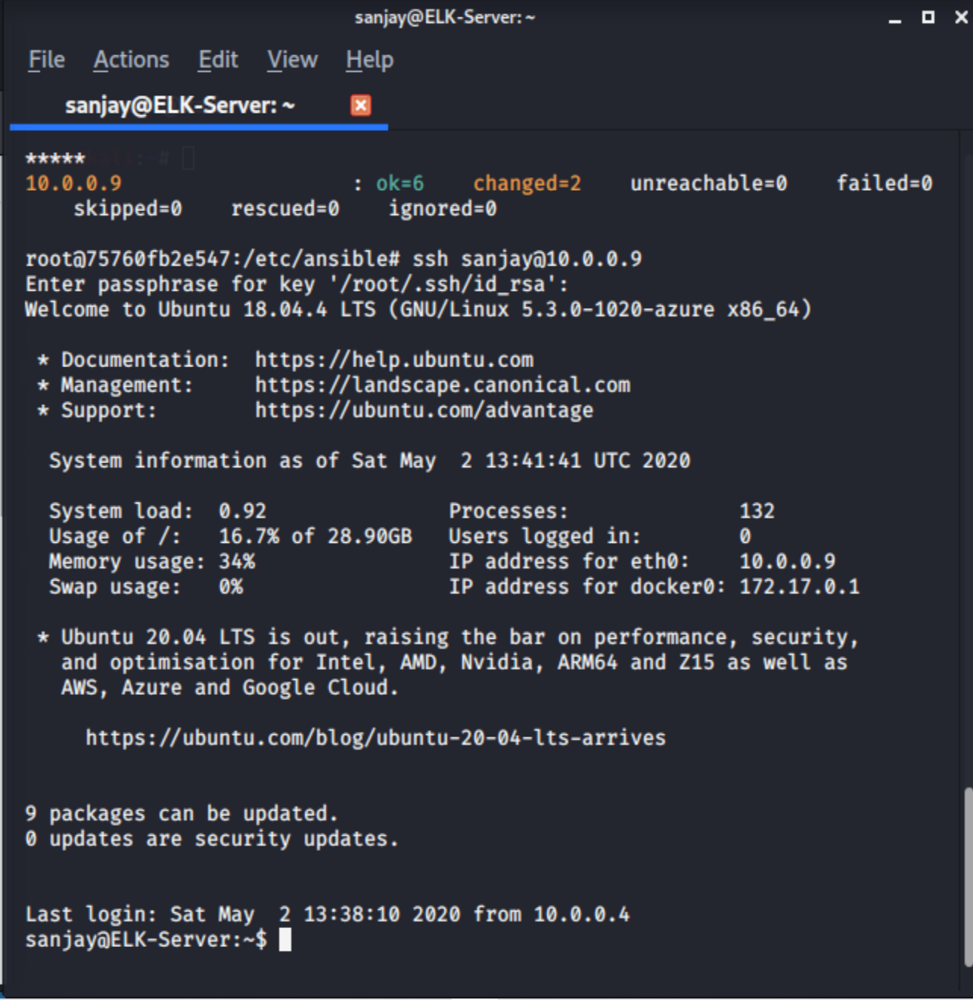 sanjay@ELK-Server: ~
File Actions Edit View Help
sanjay@ELK-Server: ~
*****
10.0.0.9 : ok=6 changed=2 unreachable=0 failed=0
skipped=0 rescued=0 ignored=0
root@75760fb2e547:/etc/ansible# ssh sanjay@10.0.0.9
Enter passphrase for key '/root/.ssh/id_rsa':
Welcome to Ubuntu 18.04.4 LTS (GNU/Linux 5.3.0-1020-azure x86_64)
* Documentation: https://help.ubuntu.com
* Management: https://landscape.canonical.com
* Support: https://ubuntu.com/advantage
System information as of Sat May 2 13:41:41 UTC 2020
System load: 0.92 Processes: 132
Usage of /: 16.7% of 28.90GB Users logged in: 0
Memory usage: 34% IP address for eth0: 10.0.0.9
Swap usage: 0% IP address for docker0: 172.17.0.1
* Ubuntu 20.04 LTS is out, raising the bar on performance, security,
and optimisation for Intel, AMD, Nvidia, ARM64 and Z15 as well as
AWS, Azure and Google Cloud.
https://ubuntu.com/blog/ubuntu-20-04-lts-arrives
9 packages can be updated.
0 updates are security updates.
Last login: Sat May 2 13:38:10 2020 from 10.0.0.4
sanjay@ELK-Server:~$